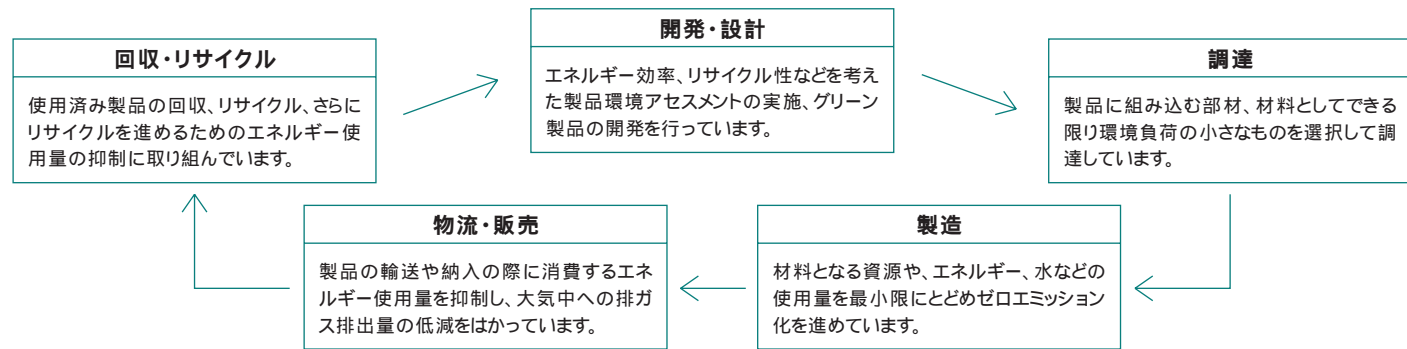 開発・設計
エネルギー効率、リサイクル性などを考え
た製品環境アセスメントの実施、グリーン
製品の開発を行っています。
調達
製品に組み込む部材、材料としてできる
限り環境負荷の小さなものを選択して調
達しています。
製造
材料となる資源や、エネルギー、水などの
使用量を最小限にとどめゼロエミッション
化を進めています。
物流・販売
製品の輸送や納入の際に消費するエネ
ルギー使用量を抑制し、大気中への排ガ
ス排出量の低減をはかっています。
回収・リサイクル
使用済み製品の回収、リサイクル、さらに
リサイクルを進めるためのエネルギー使
用量の抑制に取り組んでいます。